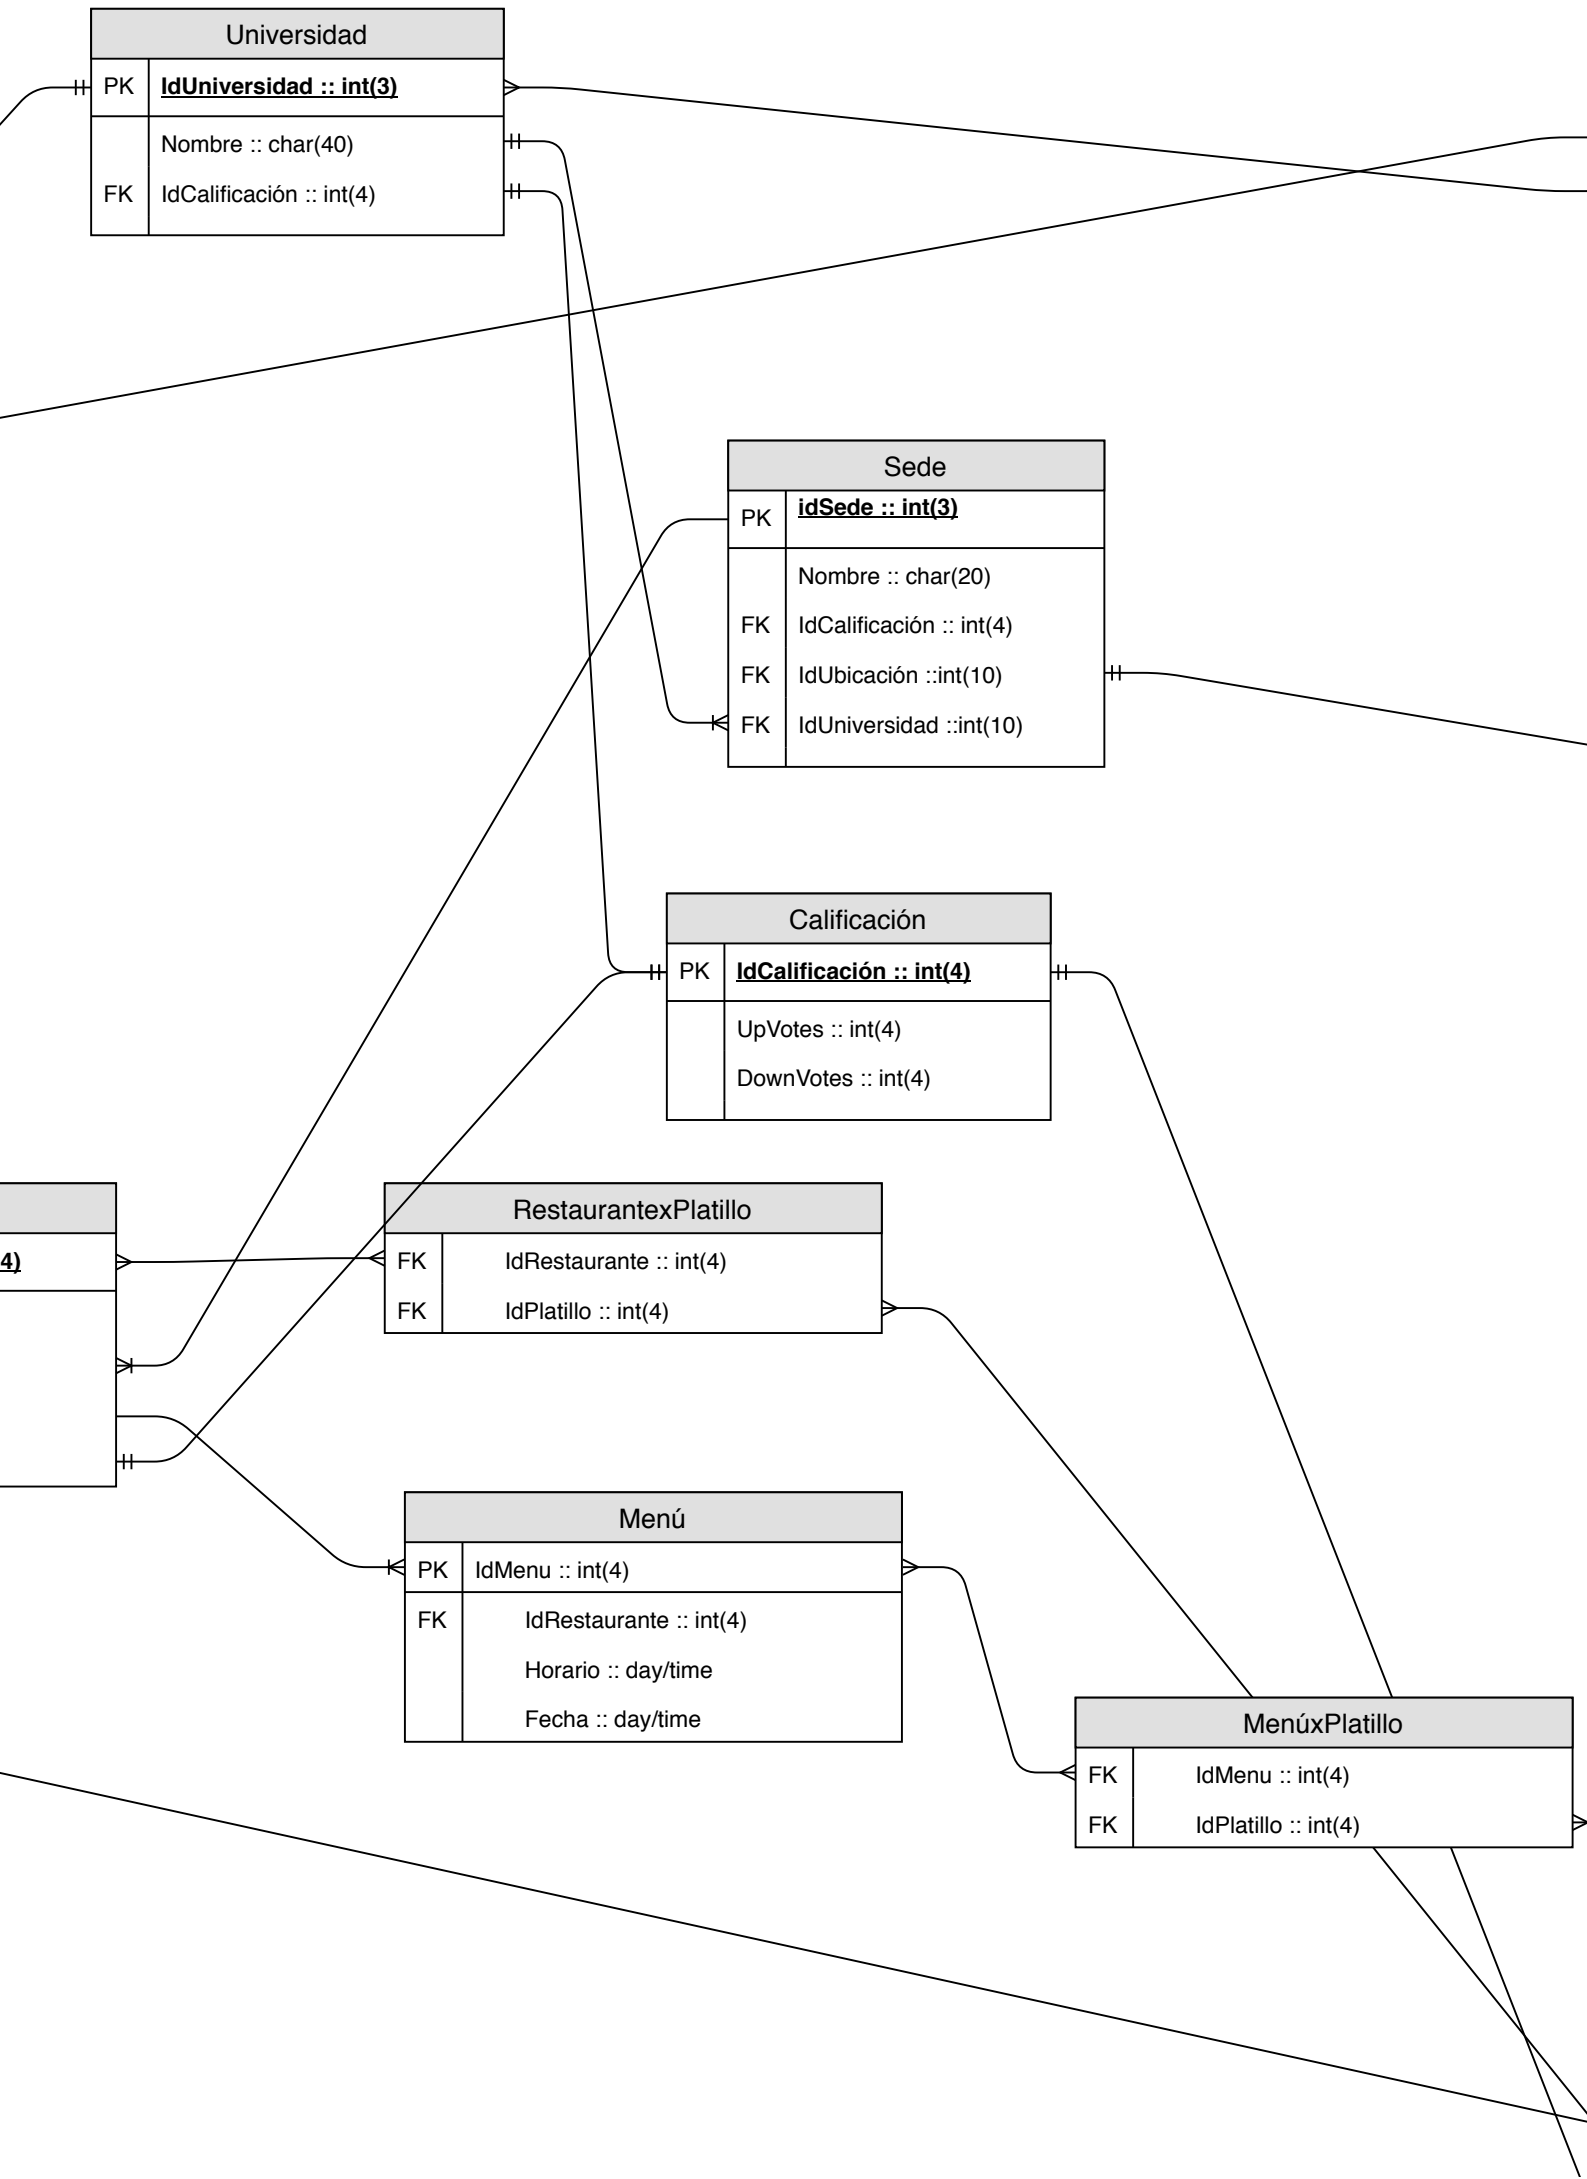 Universidad
PK IdUniversidad :: int(3)
Nombre :: char(40)
FK IdCalificación :: int(4)
Sede
PK idSede :: int(3)
Nombre :: char(20)
FK IdCalificación :: int(4)
FK IdUbicación ::int(10)
FK IdUniversidad ::int(10)
Calificación
PK IdCalificación :: int(4)
UpVotes :: int(4)
DownVotes :: int(4)
4)
RestaurantexPlatillo
FK IdRestaurante :: int(4)
FK IdPlatillo :: int(4)
Menú
PK IdMenu :: int(4)
FK IdRestaurante :: int(4)
Horario :: day/time
Fecha :: day/time
MenúxPlatillo
FK IdMenu :: int(4)
FK IdPlatillo :: int(4)